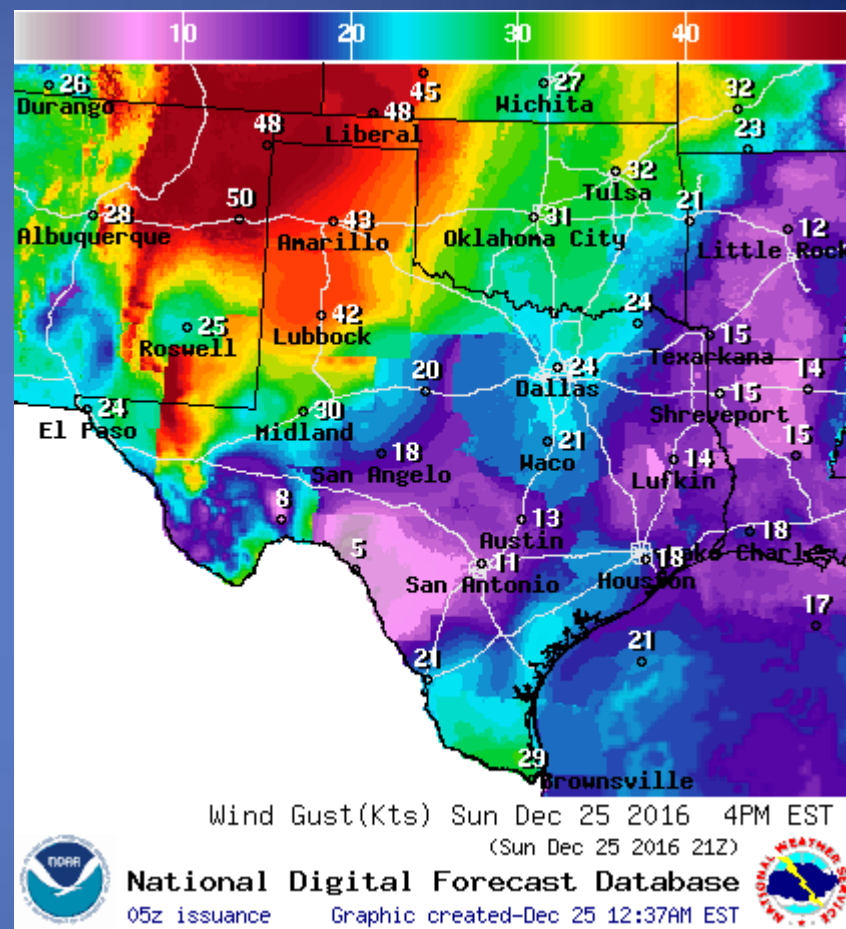 10 20 30 40
26 45 27 32
Durango Wichita
48 Liberal 48 23
32
Tulsa
50 28 43 31 21 12
Albuquerque Amarillo Oklahoma City Little Rock
25 42 24
Roswell Lubbock 15
Texarkana
20 24
Dallas 15 14
24 30 Shreveport
El Paso Midland
18 21 14 15
San Angelo Waco Lufkin
8 13 18
Austin Lake Charles
5 11 18
San Antonio Houston
17
21 21
29
Brownsville
Wind Gust(Kts) Sun Dec 25 2016 4PM EST
(Sun Dec 25 2016 21Z)
NOAA
National Digital Forecast Database
05z issuance Graphic created-Dec 25 12:37AM EST
NATIONAL WEATHER SERVICE